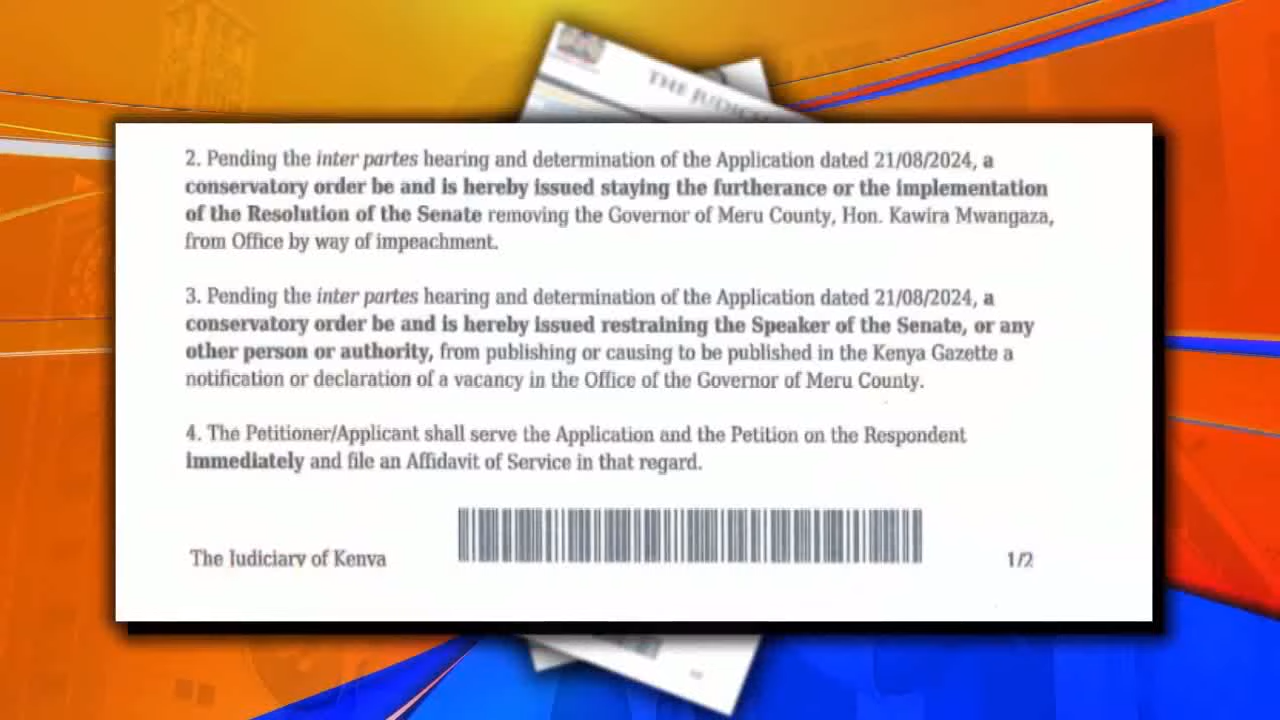 THE JUDICI
2. Pending the inter partes hearing and determination of the Application dated 21/08/2024, a
conservatory order be and is hereby issued staying the furtherance or the implementation
of the Resolution of the Senate removing the Governor of Meru County, Hon. Kawira Mwangaza,
from Office by way of impeachment.
3. Pending the inter partes hearing and determination of the Application dated 21/08/2024, a
conservatory order be and is hereby issued restraining the Speaker of the Senate, or any
other person or authority, from publishing or causing to be published in the Kenya Gazette a
notification or declaration of a vacancy in the Office of the Governor of Meru County.
4. The Petitioner/Applicant shall serve the Application and the Petition on the Respondent
immediately and file an Affidavit of Service in that regard.
The Judiciary of Kenya
1/2